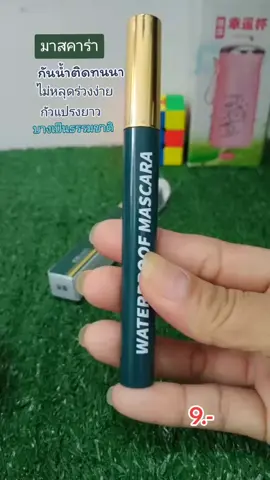 มาสคาร่า
กันน้ำติดทนนา
ไม่หลุดร่วงง่าย
กัวแปรงยาว
บางเป็นธรรมชาติ
WATERPROOF MASCARA
9.-